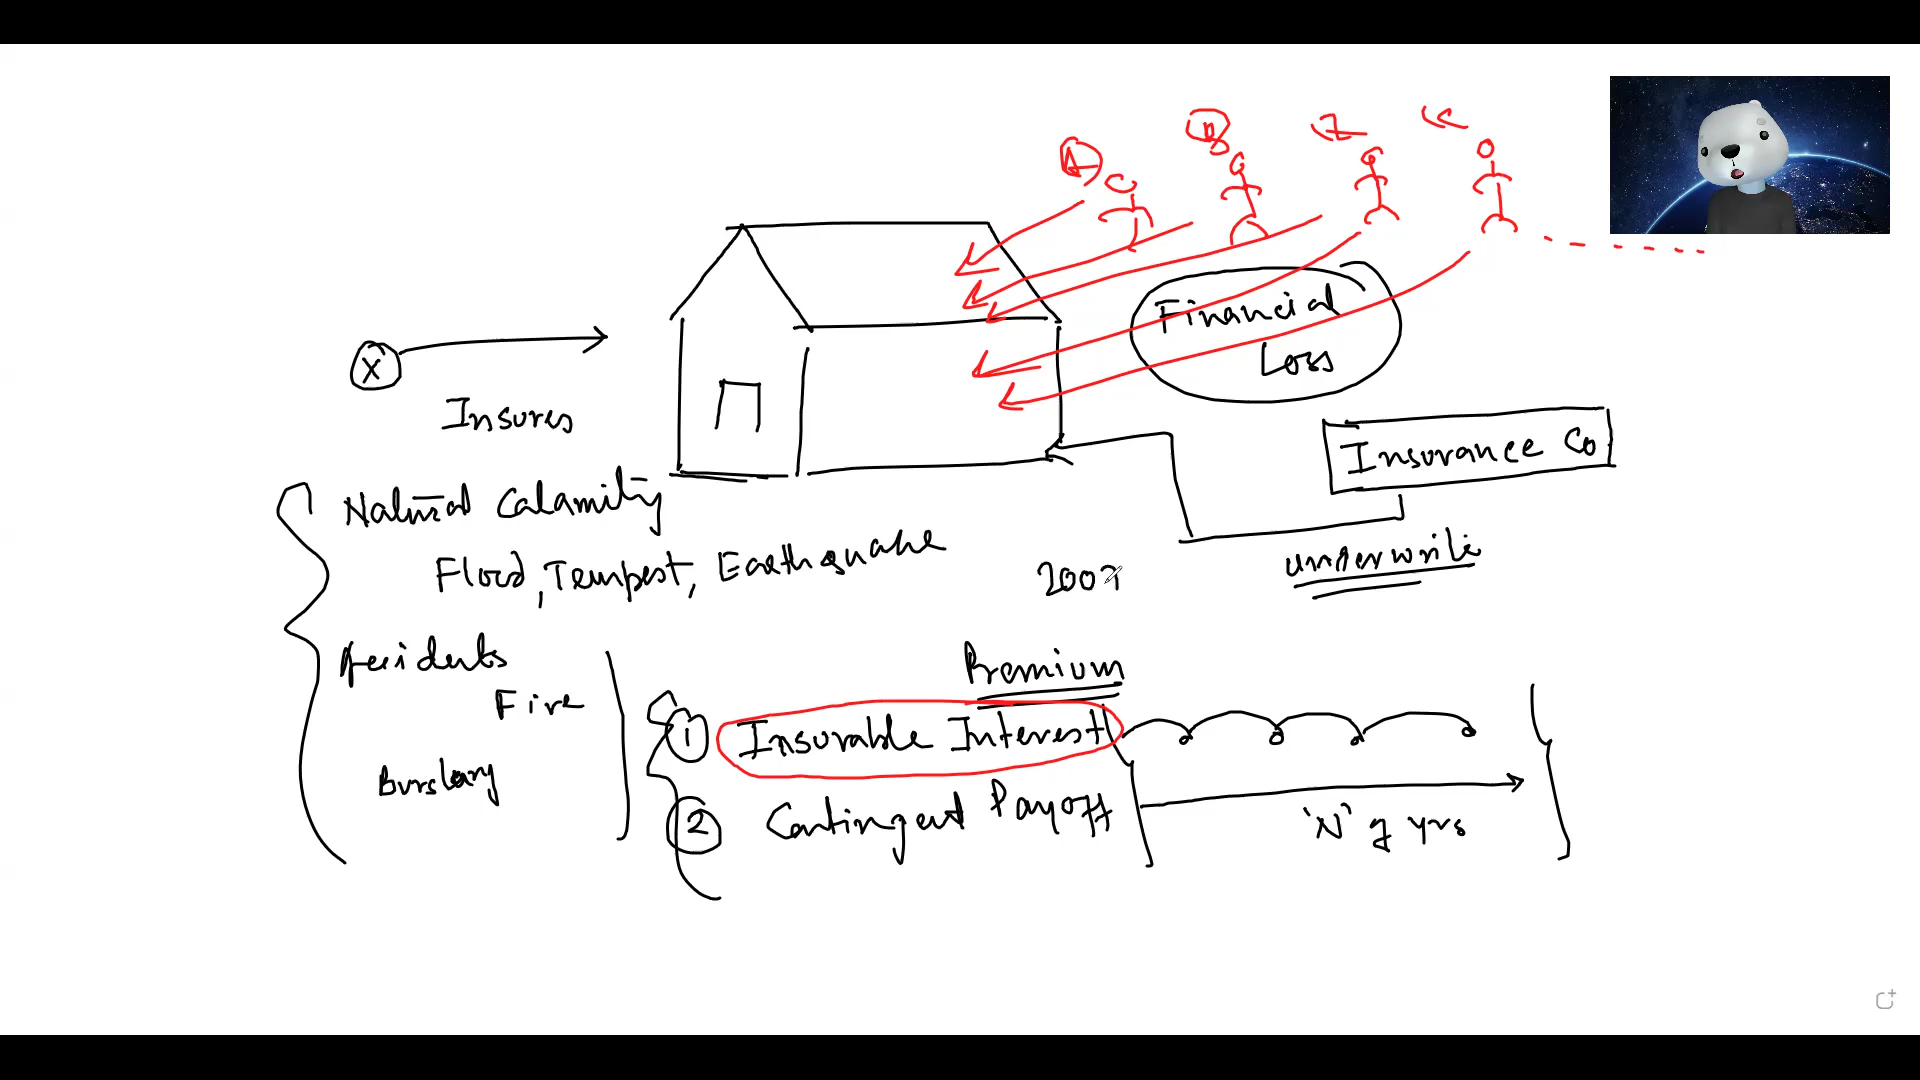 A
B
Z
Financial
Loss
X
Insures
Insurance Co
Natural Calamity
Flood, Tempest, Earthquake
underwrite
2007
Accidents
Fire
Burglary
Premium
1 Insurable Interest
2 Contingent Payoff
'N' of yrs